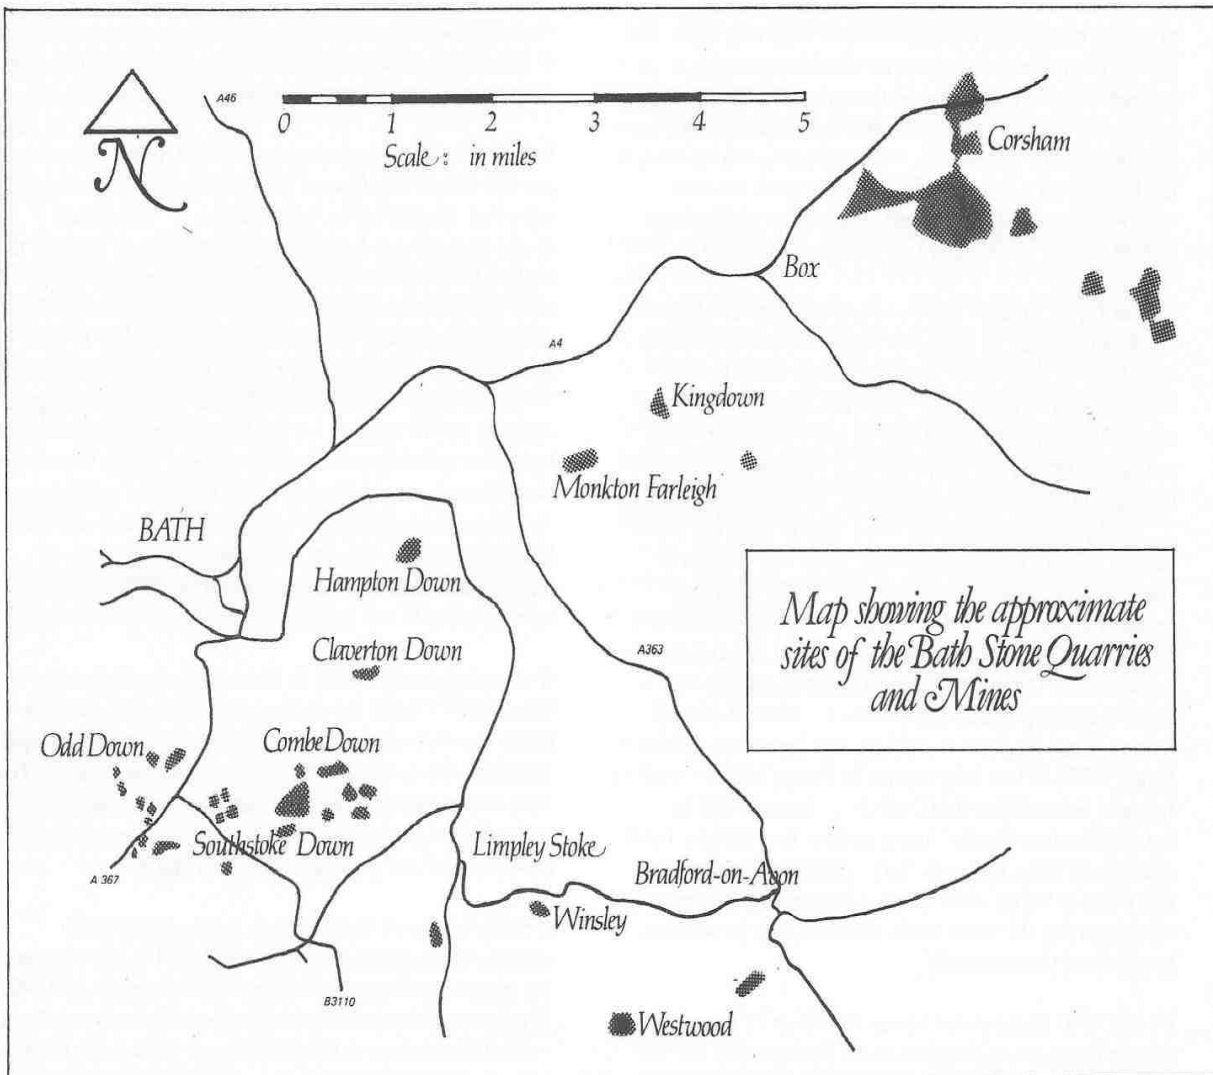 N
A46
0 1 2 3 4 5
Scale : in miles
Corsham
Box
A4
Kingdown
Monkton Farleigh
BATH
Hampton Down
Map showing the approximate
sites of the Bath Stone Quarries
and Mines
Claverton Down
A363
Odd Down
Combe Down
Southstoke Down
Limpley Stoke
A 367
Bradford-on-Avon
Winsley
B3110
Westwood